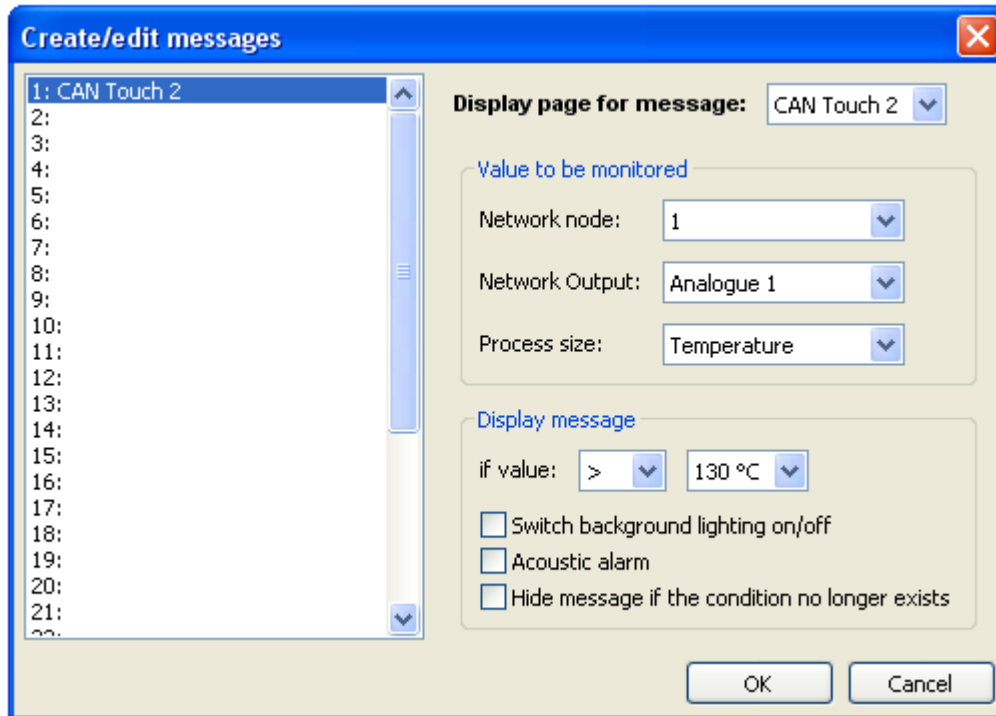 Create/edit messages
1: CAN Touch 2
2:
3:
4:
5:
6:
7:
8:
9:
10:
11:
12:
13:
14:
15:
16:
17:
18:
19:
20:
21:
Display page for message: CAN Touch 2
Value to be monitored
Network node: 1
Network Output: Analogue 1
Process size: Temperature
Display message
if value: > 130 °C
Switch background lighting on/off
Acoustic alarm
Hide message if the condition no longer exists
OK Cancel